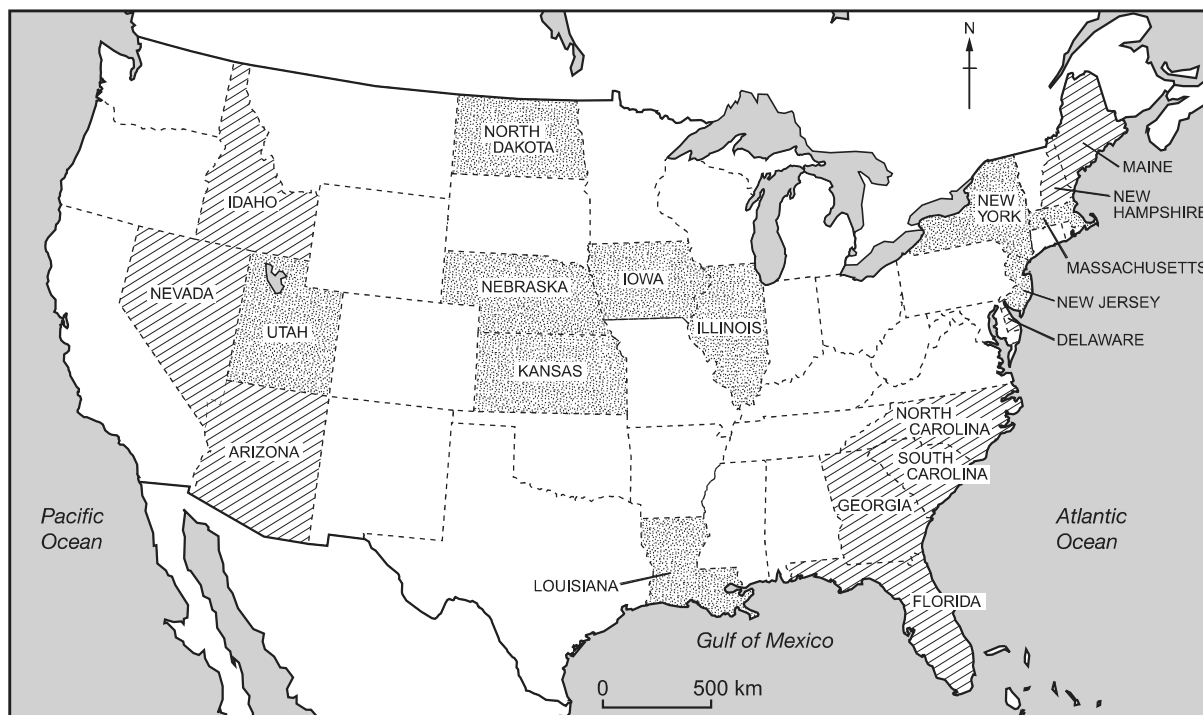 N
NORTH
DAKOTA
MAINE
IDAHO
NEW
HAMPSHIRE
NEW
YORK
MASSACHUSETTS
NEVADA
NEBRASKA
IOWA
NEW JERSEY
UTAH
ILLINOIS
DELAWARE
KANSAS
NORTH
CAROLINA
ARIZONA
SOUTH
CAROLINA
GEORGIA
Pacific
Ocean
Atlantic
Ocean
LOUISIANA
FLORIDA
Gulf of Mexico
0 500 km